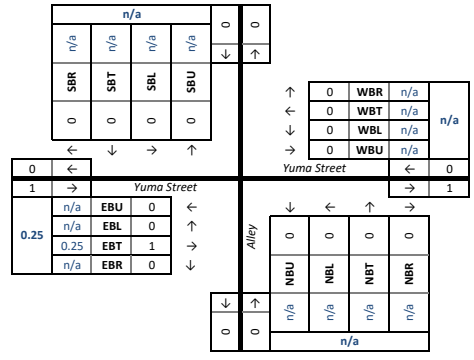 n/a 0 0
n/a n/a n/a n/a ↓ ↑
SBR SBT SBL SBU
0 0 0 0
← ↓ → ↑
↑ 0 WBR n/a n/a
← 0 WBT n/a
↓ 0 WBL n/a
→ 0 WBU n/a
0 ← Yuma Street ← 0
1 → Yuma Street → 1
0.25 n/a EBU 0 ←
n/a EBL 0 ↑
0.25 EBT 1 →
n/a EBR 0 ↓
Alley
↓ ← ↑ →
0 0 0 0
NBU NBL NBT NBR
↓ ↑ n/a n/a n/a n/a
0 0 n/a